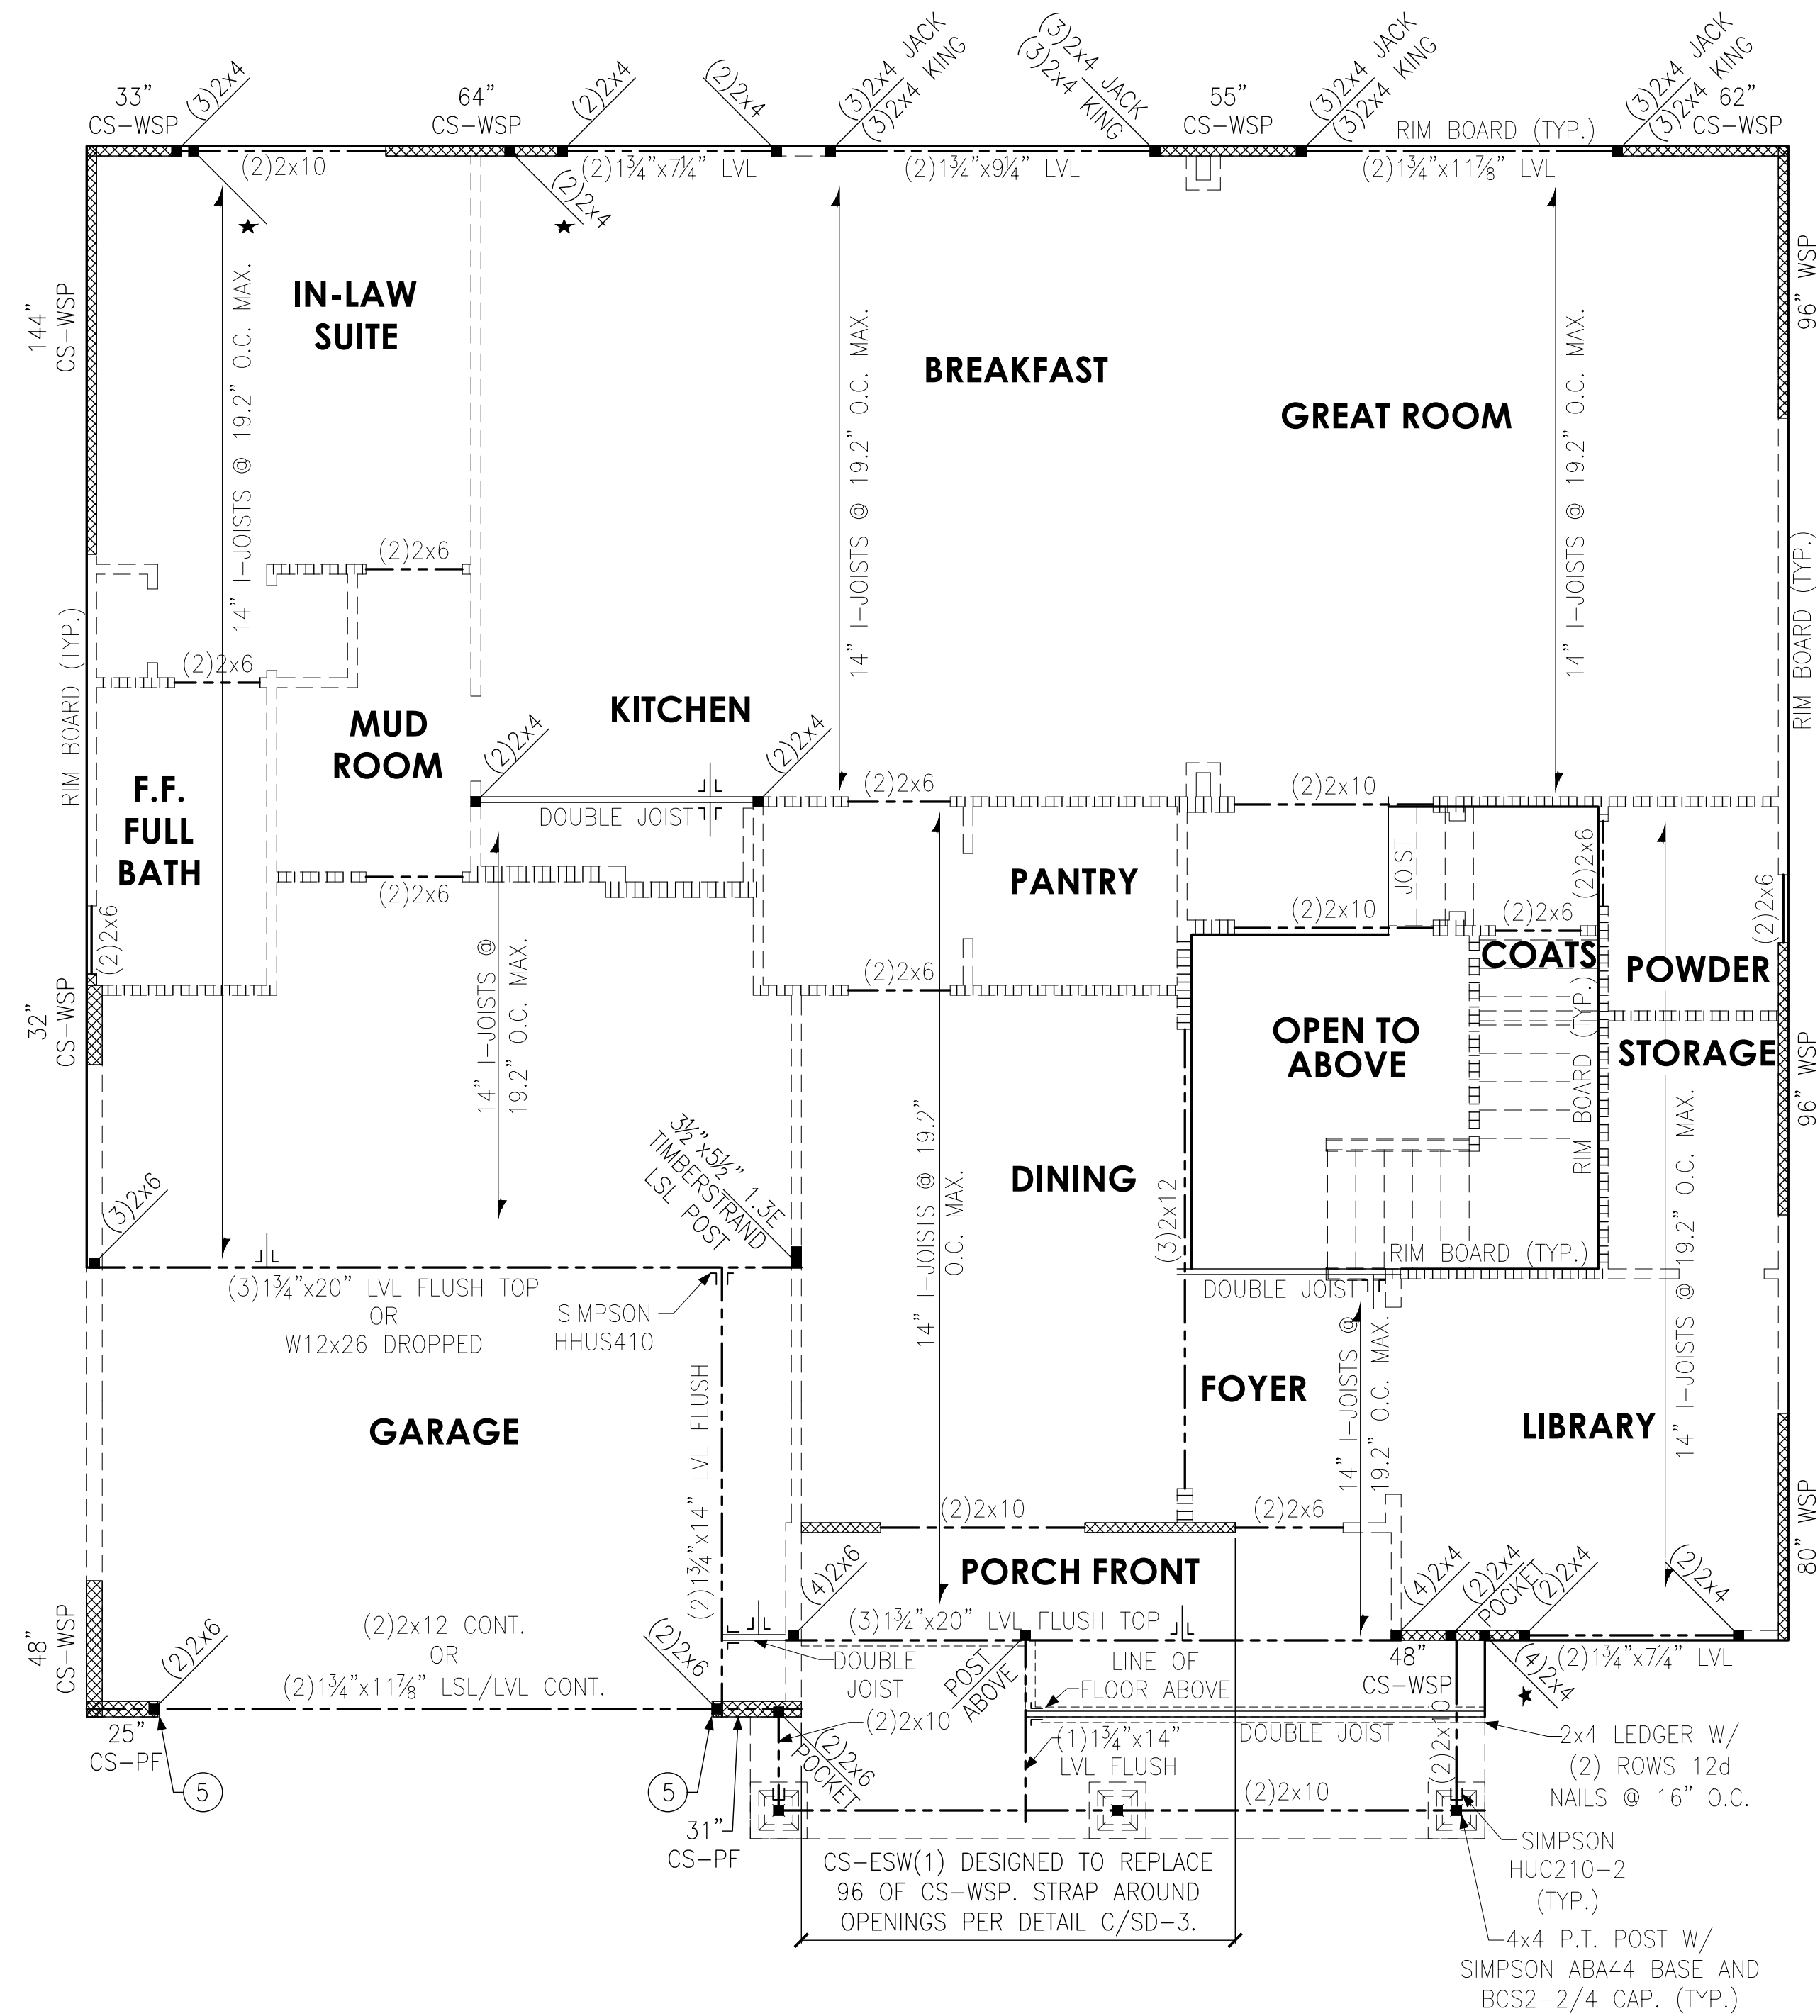 33"
CS-WSP
(3)2x4
64"
CS-WSP
(2)2x4
(2)2x4
(3)2x4 JACK
(3)2x4 KING
(3)2x4 JACK
(3)2x4 KING
55"
CS-WSP
(3)2x4 JACK
(3)2x4 KING
RIM BOARD (TYP.)
(3)2x4 JACK
(3)2x4 KING
62"
CS-WSP
(2)2x10
(2)2x4
(2)1¾"x7¼" LVL
(2)1¾"x9¼" LVL
(2)1¾"x11⅞" LVL
★
★
144"
CS-WSP
14" I-JOISTS @ 19.2" O.C. MAX.
IN-LAW
SUITE
14" I-JOISTS @ 19.2" O.C. MAX.
BREAKFAST
GREAT ROOM
14" I-JOISTS @ 19.2" O.C. MAX.
96" WSP
(2)2x6
RIM BOARD (TYP.)
(2)2x6
RIM BOARD (TYP.)
MUD
ROOM
KITCHEN
(2)2x4
(2)2x4
F.F.
FULL
BATH
DOUBLE JOIST
(2)2x6
(2)2x10
(2)2x6
PANTRY
JOIST
(2)2x6
(2)2x6
(2)2x6
(2)2x10
(2)2x6
COATS
POWDER
(2)2x6
32"
CS-WSP
14" I-JOISTS @
19.2" O.C. MAX.
OPEN TO
ABOVE
RIM BOARD (TYP.)
STORAGE
96" WSP
3½"x5½" 1.3E
TIMBERSTRAND
LSL POST
14" I-JOISTS @ 19.2"
O.C. MAX.
DINING
(3)2x12
14" I-JOISTS @ 19.2" O.C. MAX.
(3)2x6
RIM BOARD (TYP.)
(3)1¾"x20" LVL FLUSH TOP
OR
W12x26 DROPPED
SIMPSON
HHUS410
DOUBLE JOIST
14" I-JOISTS @
19.2" O.C. MAX.
FOYER
GARAGE
(2)1¾"x14" LVL FLUSH
LIBRARY
(2)2x10
(2)2x6
80" WSP
PORCH FRONT
(4)2x6
(4)2x4
(2)2x4
POCKET
(2)2x4
(2)2x4
48"
CS-WSP
(2)2x6
(2)2x12 CONT.
OR
(2)1¾"x11⅞" LSL/LVL CONT.
(2)2x6
(3)1¾"x20" LVL FLUSH TOP
DOUBLE
JOIST
POST
ABOVE
LINE OF
FLOOR ABOVE
48"
CS-WSP
(4)2x4
★
(2)1¾"x7¼" LVL
25"
CS-PF
5
5
(2)2x10
(2)2x6
POCKET
(1)1¾"x14"
LVL FLUSH
DOUBLE JOIST
(2)2x10
2x4 LEDGER W/
(2) ROWS 12d
NAILS @ 16" O.C.
(2)2x10
31"
CS-PF
SIMPSON
HUC210-2
(TYP.)
CS-ESW(1) DESIGNED TO REPLACE
96 OF CS-WSP. STRAP AROUND
OPENINGS PER DETAIL C/SD-3.
4x4 P.T. POST W/
SIMPSON ABA44 BASE AND
BCS2-2/4 CAP. (TYP.)